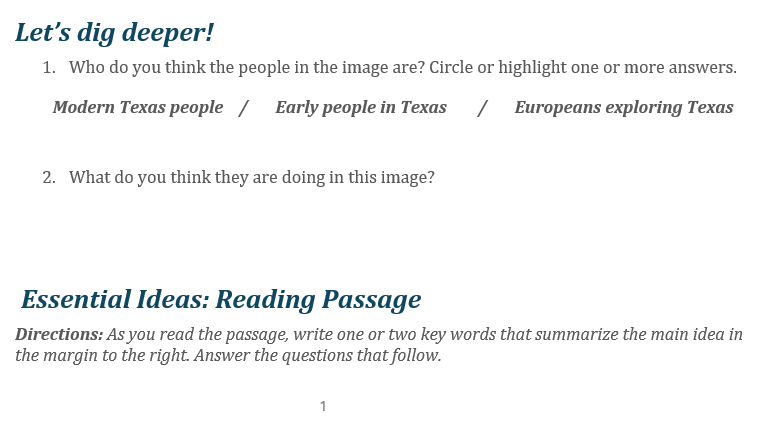 Let's dig deeper!
1. Who do you think the people in the image are? Circle or highlight one or more answers.
Modern Texas people / Early people in Texas / Europeans exploring Texas
2. What do you think they are doing in this image?
Essential Ideas: Reading Passage
Directions: As you read the passage, write one or two key words that summarize the main idea in
the margin to the right. Answer the questions that follow.
1